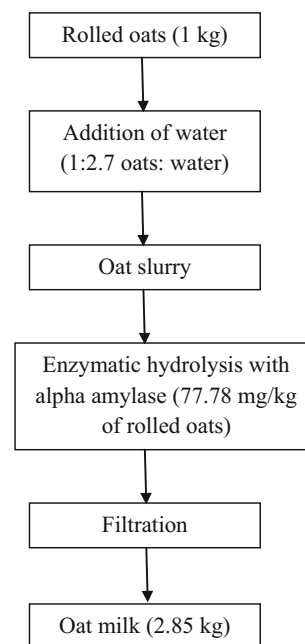 Rolled oats (1 kg)
Addition of water
(1:2.7 oats: water)
Oat slurry
Enzymatic hydrolysis with
alpha amylase (77.78 mg/kg
of rolled oats)
Filtration
Oat milk (2.85 kg)